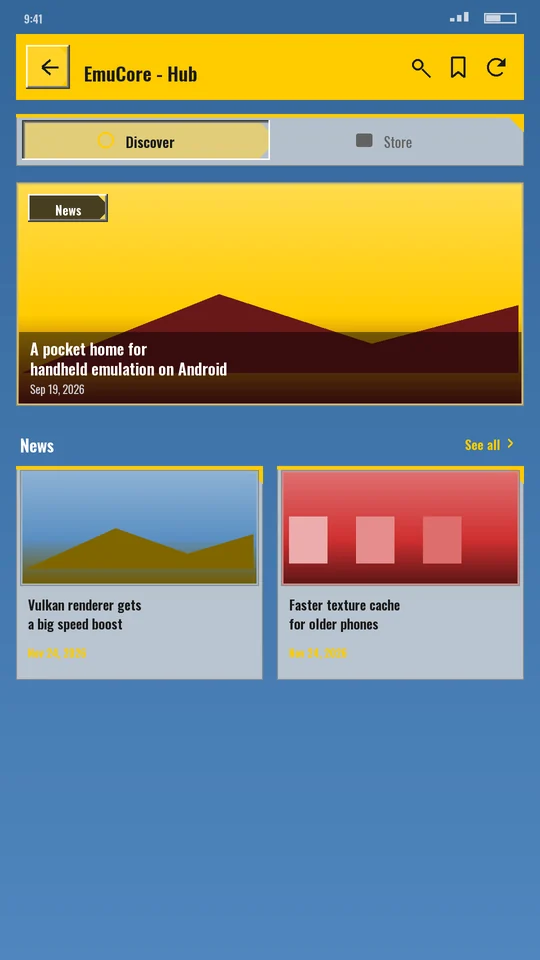 9:41
EmuCore - Hub
Discover
Store
News
A pocket home for
handheld emulation on Android
Sep 19, 2026
News
See all
Vulkan renderer gets
a big speed boost
Faster texture cache
for older phones